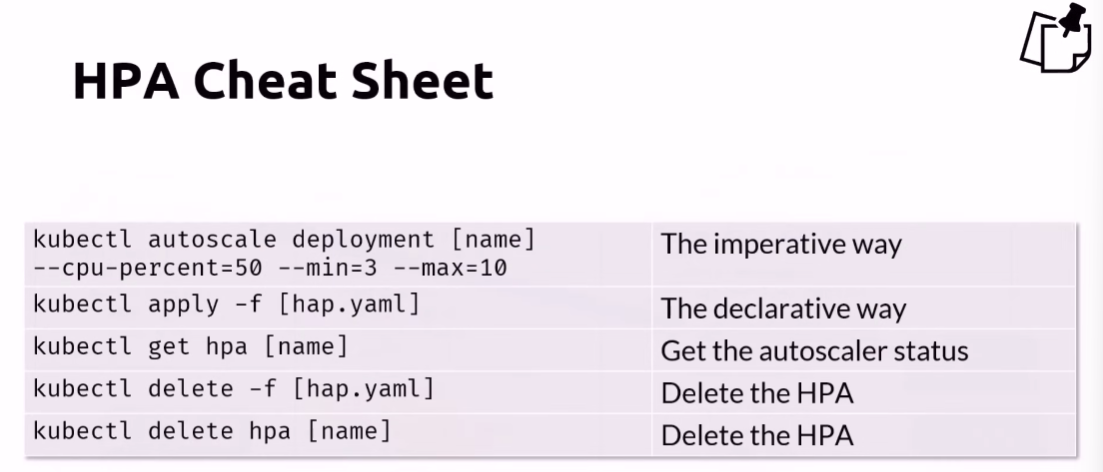 HPA Cheat Sheet
kubectl autoscale deployment [name]
--cpu-percent=50 --min=3 --max=10
The imperative way
kubectl apply -f [hap.yaml]
The declarative way
kubectl get hpa [name]
Get the autoscaler status
kubectl delete -f [hap.yaml]
Delete the HPA
kubectl delete hpa [name]
Delete the HPA